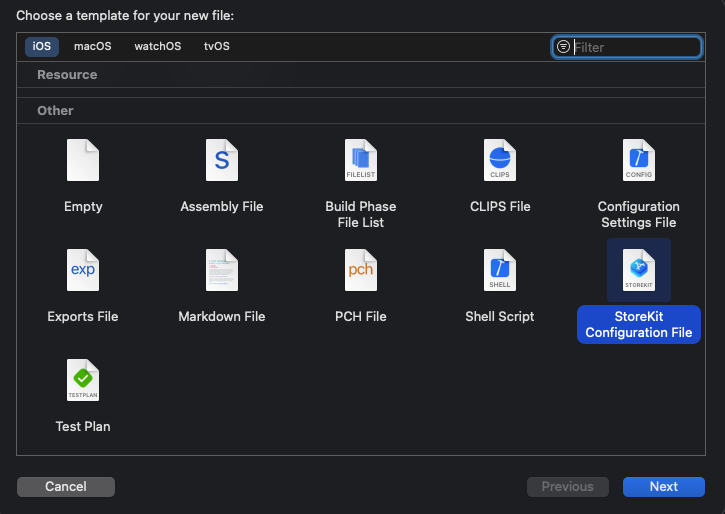 Choose a template for your new file:
iOS macOS watchOS tvOS Filter
Resource
Other
S FILELIST CLIPS CONFIG
Empty Assembly File Build Phase File List CLIPS File Configuration Settings File
exp pch SHELL STOREKIT
Exports File Markdown File PCH File Shell Script StoreKit Configuration File
TESTPLAN
Test Plan
Cancel Previous Next